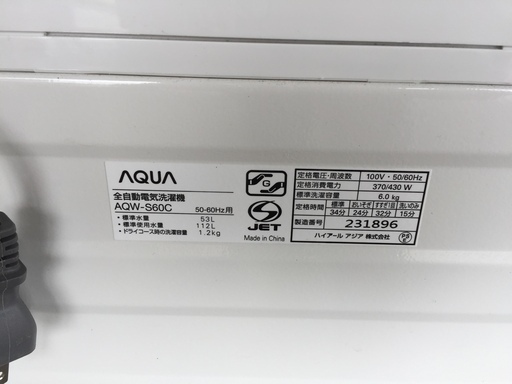 AQUA
全自動電気洗濯機
AQW-S60C 50-60Hz用
• 標準水量 53L
• 標準使用水量 112L
• ドライコース時の洗濯容量 1.2kg
G
JET
Made in China
定格電圧・周波数 100V・50/60Hz
定格消費電力 370/430 W
標準洗濯容量 6.0 kg
定格時間 標準 おいそぎ すすぎ1回 洗いのみ
34分 24分 32分 15分
製造番号 231896
ハイアール アジア 株式会社
PS
E